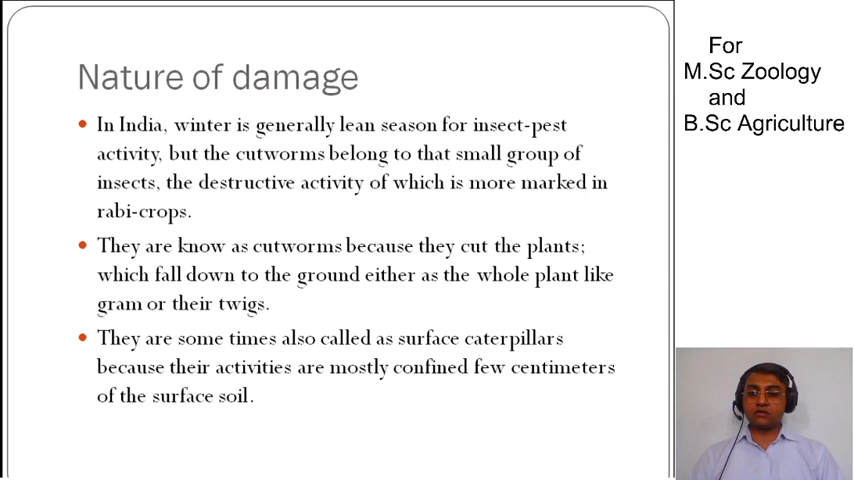 Nature of damage
In India, winter is generally lean season for insect-pest
activity, but the cutworms belong to that small group of
insects, the destructive activity of which is more marked in
rabi-crops.
They are know as cutworms because they cut the plants;
which fall down to the ground either as the whole plant like
gram or their twigs.
They are some times also called as surface caterpillars
because their activities are mostly confined few centimeters
of the surface soil.
For
M.Sc Zoology
and
B.Sc Agriculture